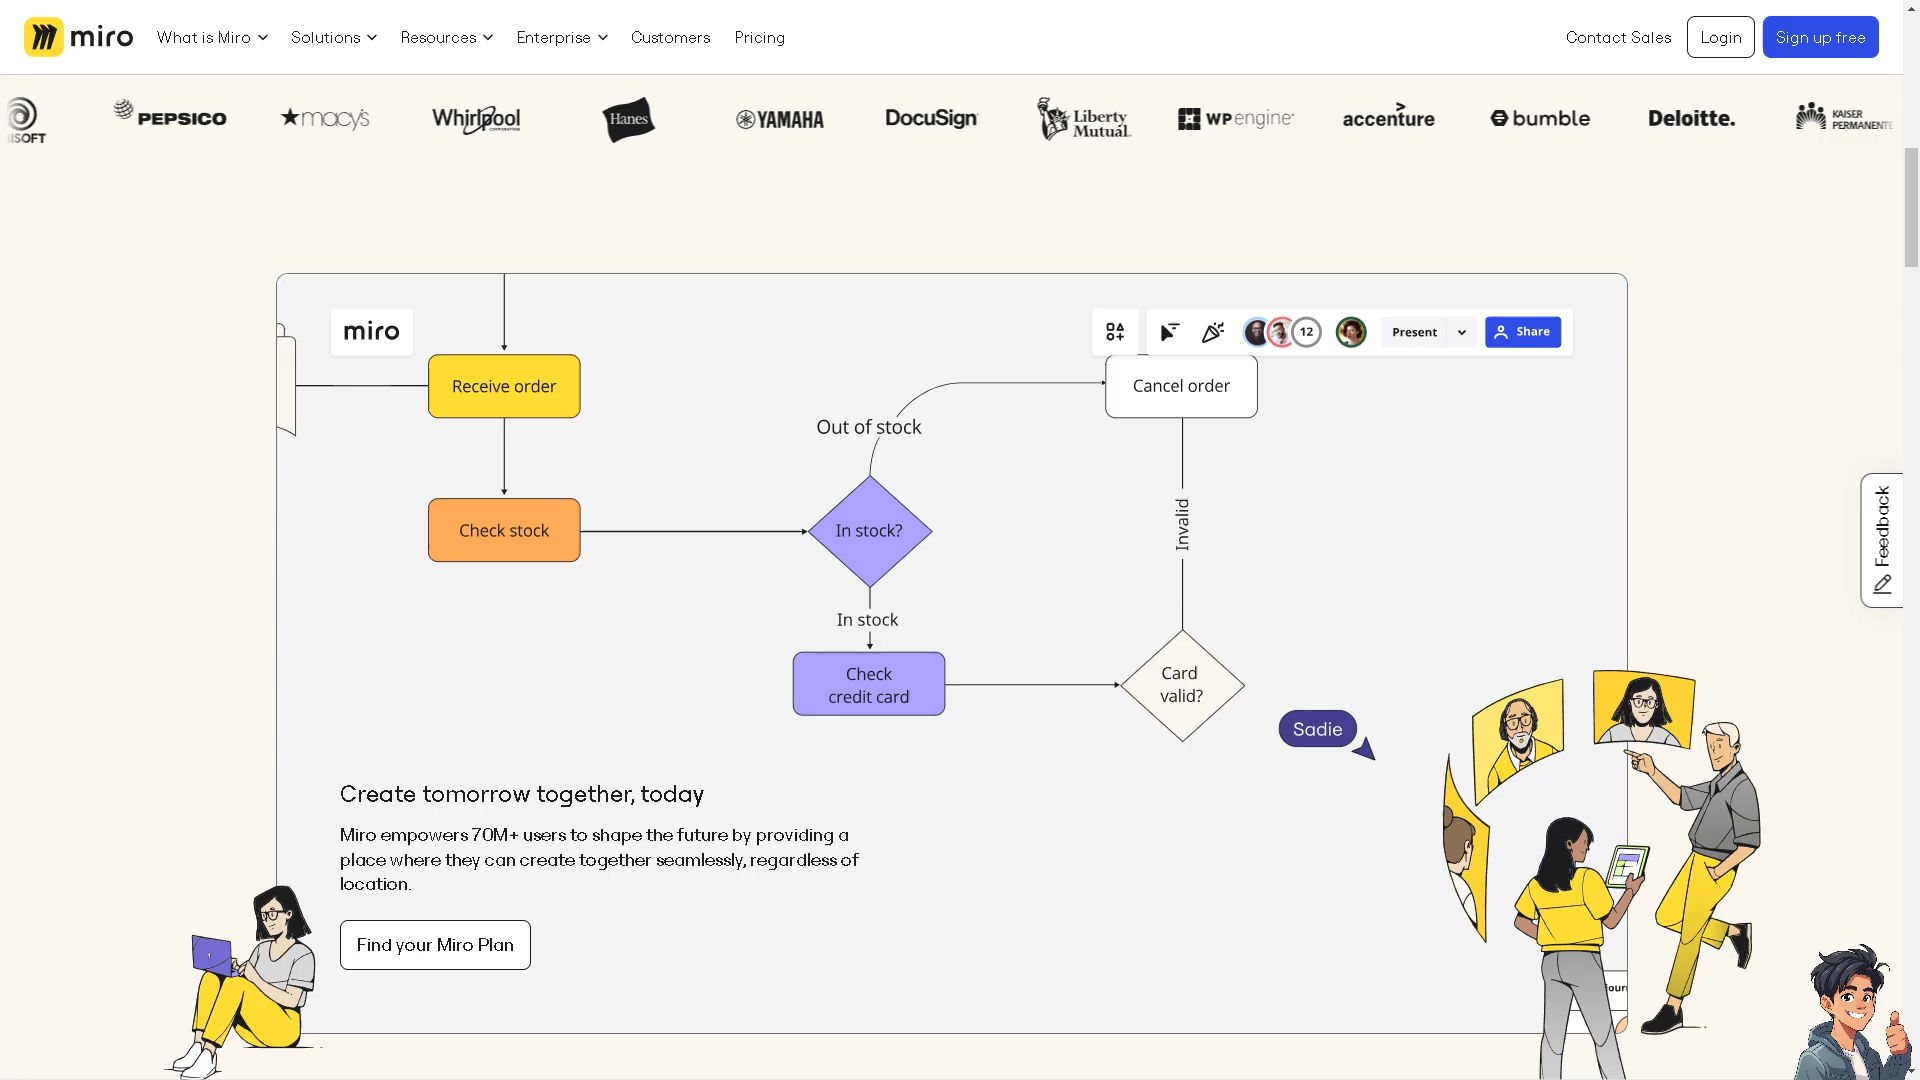 miro
What is Miro
Solutions
Resources
Enterprise
Customers
Pricing
Contact Sales
Login
Sign up free
PEPSICO
macy's
Whirlpool
CORPORATION
Hanes
YAMAHA
DocuSign
Liberty
Mutual.
WP engine
accenture
bumble
Deloitte.
KAISER
PERMANENTE
ISOFT
miro
12
Present
Share
Receive order
Cancel order
Out of stock
Check stock
In stock?
Invalid
In stock
Check
credit card
Card
valid?
Sadie
Feedback
Create tomorrow together, today
Miro empowers 70M+ users to shape the future by providing a
place where they can create together seamlessly, regardless of
location.
Find your Miro Plan